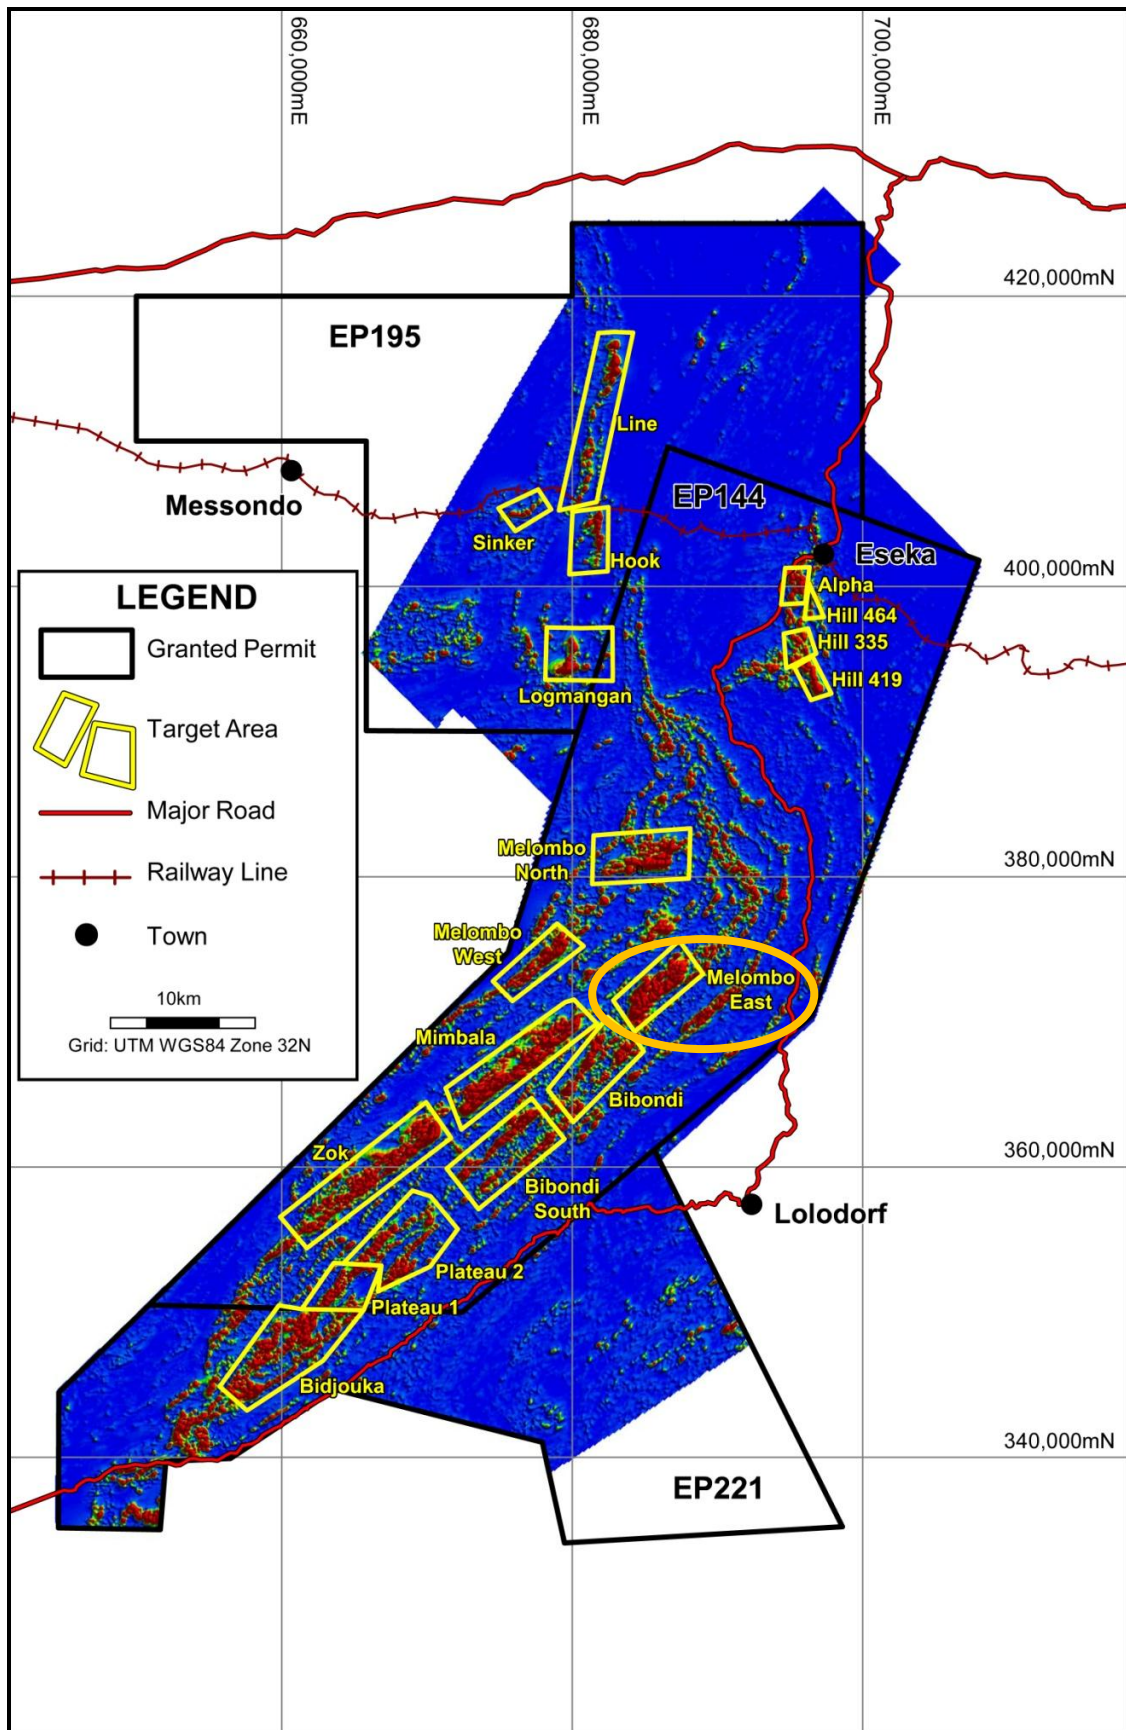 660,000mE
680,000mE
700,000mE
420,000mN
EP195
Line
EP144
Messondo
Sinker
Hook
Eseka
400,000mN
Alpha
Hill 464
Hill 335
Hill 419
Logmangan
LEGEND
Granted Permit
Target Area
Major Road
Railway Line
Town
10km
Grid: UTM WGS84 Zone 32N
Melombo
North
380,000mN
Melombo
West
Melombo
East
Mimbala
Bibondi
Zok
360,000mN
Bibondi
South
Lolodorf
Plateau 2
Plateau 1
Bidjouka
340,000mN
EP221